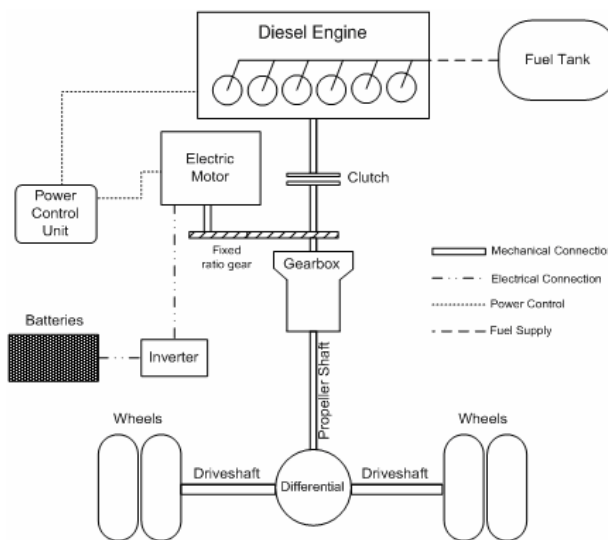 Diesel Engine
Fuel Tank
Electric
Motor
Clutch
Power
Control
Unit
Fixed
ratio gear
Gearbox
Mechanical Connection
Electrical Connection
Power Control
Fuel Supply
Batteries
Inverter
Propeller Shaft
Wheels
Wheels
Driveshaft
Differential
Driveshaft